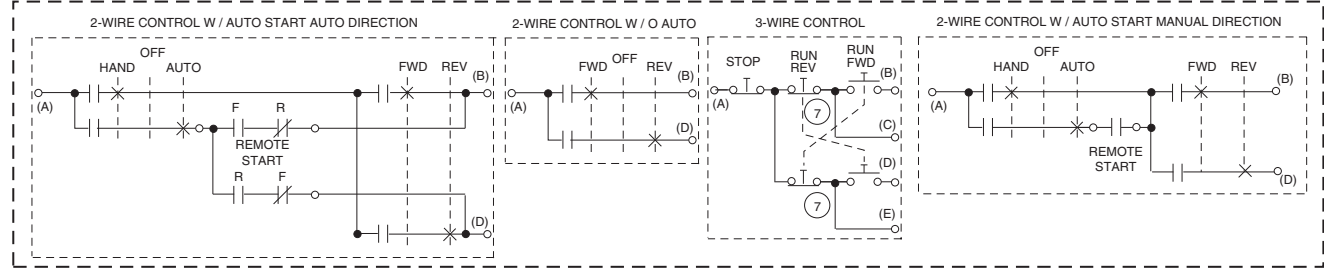 2-WIRE CONTROL W / AUTO START AUTO DIRECTION
OFF
HAND
AUTO
FWD
REV
(B)
(A)
F
R
REMOTE
START
R
F
(D)
2-WIRE CONTROL W / O AUTO
FWD
OFF
REV
(B)
(A)
(D)
3-WIRE CONTROL
STOP
RUN
REV
RUN
FWD
(B)
(A)
7
(C)
(D)
7
(E)
2-WIRE CONTROL W / AUTO START MANUAL DIRECTION
OFF
HAND
AUTO
FWD
REV
(B)
(A)
REMOTE
START
(D)